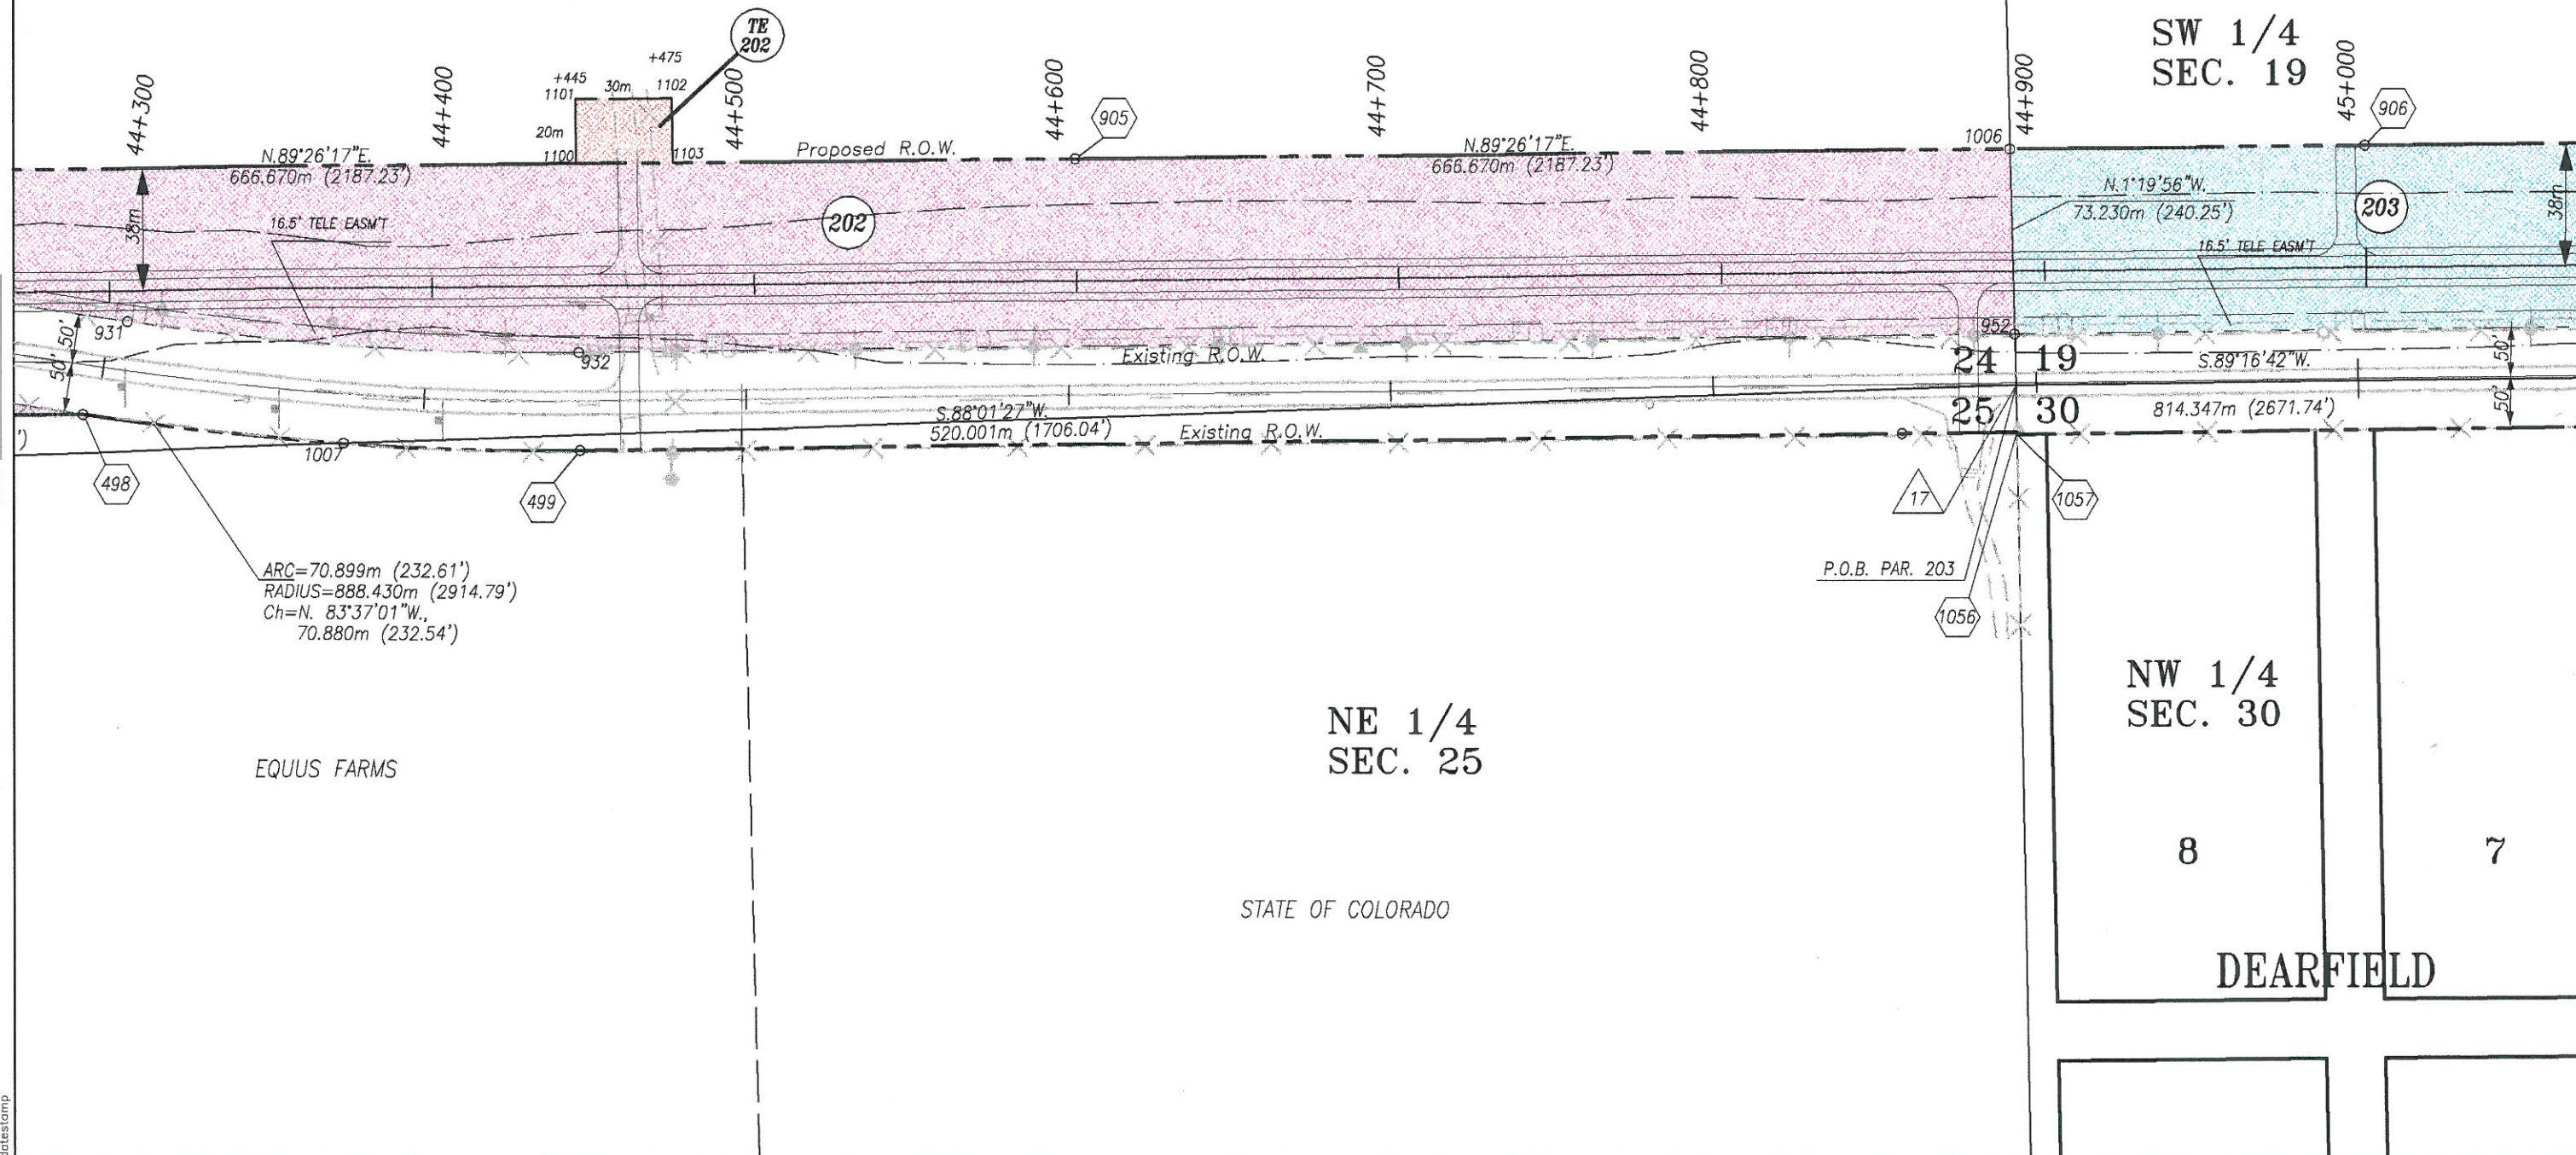 TE
202
SW 1/4
SEC. 19
+475
+445
1101
30m
1102
44+300
44+400
44+500
44+600
44+700
44+800
44+900
45+000
905
906
20m
1100
1103
1006
N.89°26'17"E.
666.670m (2187.23')
Proposed R.O.W.
N.89°26'17"E.
666.670m (2187.23')
38m
16.5' TELE EASM'T
202
N.1°19'56"W.
73.230m (240.25')
203
38m
16.5' TELE EASM'T
931
50'
50'
932
Existing R.O.W.
952
24 19
25 30
S.89°16'42"W.
814.347m (2671.74')
50'
50'
S.88°01'27"W.
520.001m (1706.04')
Existing R.O.W.
')
1007
498
499
17
1057
P.O.B. PAR. 203
1056
ARC=70.899m (232.61')
RADIUS=888.430m (2914.79')
Ch=N. 83°37'01"W.,
70.880m (232.54')
NW 1/4
SEC. 30
NE 1/4
SEC. 25
EQUUS FARMS
8
7
STATE OF COLORADO
DEARFIELD
datestamp